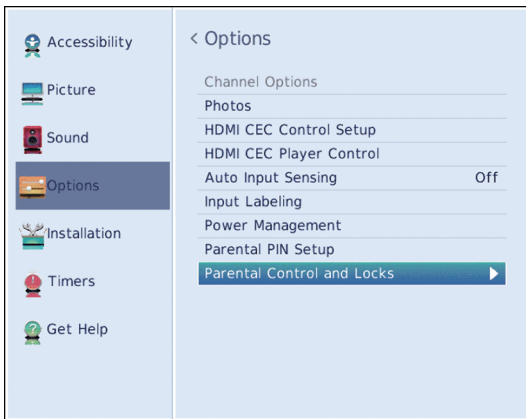 Accessibility
Picture
Sound
Options
Installation
Timers
Get Help
< Options
Channel Options
Photos
HDMI CEC Control Setup
HDMI CEC Player Control
Auto Input Sensing Off
Input Labeling
Power Management
Parental PIN Setup
Parental Control and Locks